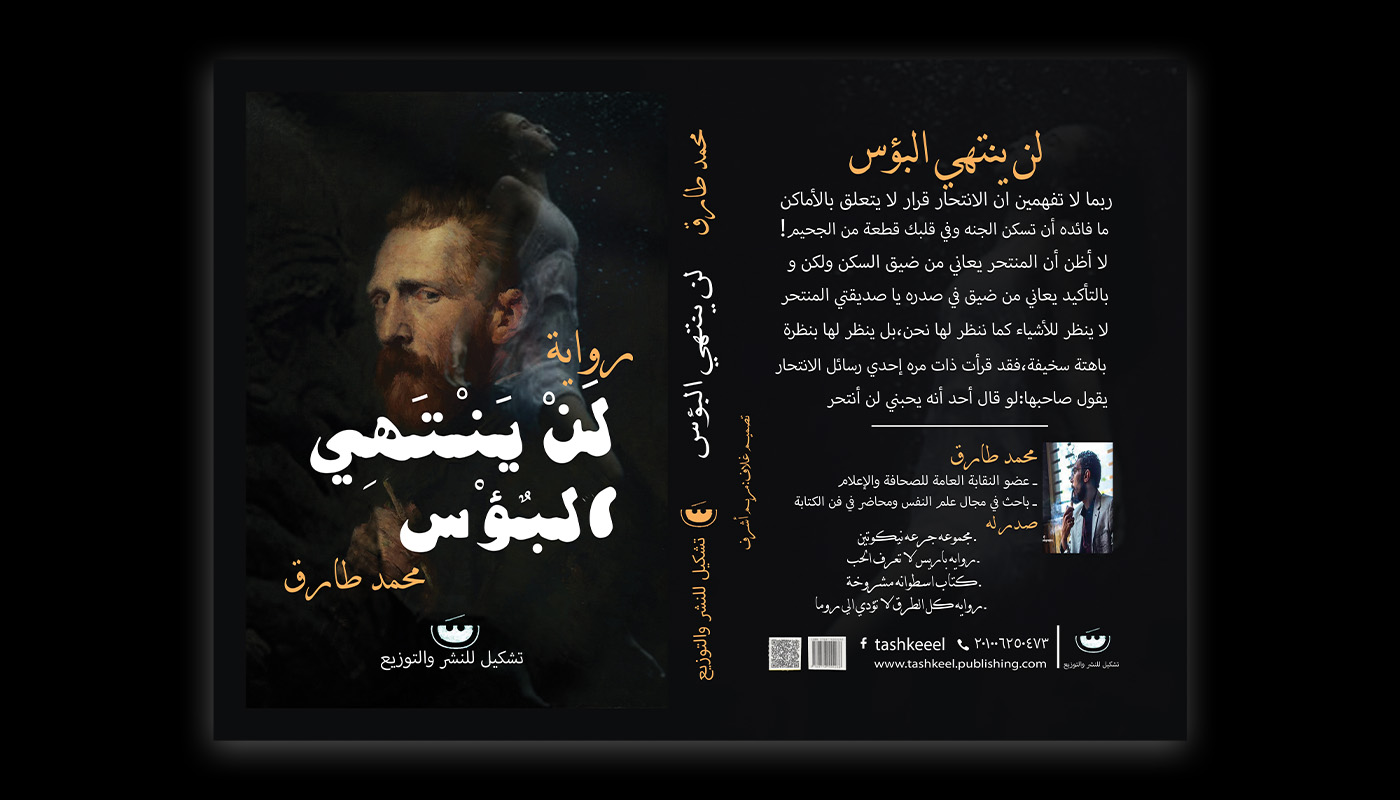 رواية
لَنْ يَنْتَهِي
البُؤْس
محمد طارق
تشكيل للنشر والتوزيع
محمد طارق
لن ينتهي البؤس
تشكيل للنشر والتوزيع
تصميم غلاف:مريم أشرف
لن ينتهي البؤس
ربما لا تفهمين ان الانتحار قرار لا يتعلق بالأماكن
ما فائده أن تسكن الجنه وفي قلبك قطعة من الجحيم!
لا أظن أن المنتحر يعاني من ضيق السكن ولكن و
بالتأكيد يعاني من ضيق في صدره يا صديقتي المنتحر
لا ينظر للأشياء كما ننظر لها نحن،بل ينظر لها بنظرة
باهتة سخيفة،فقد قرأت ذات مره إحدي رسائل الانتحار
يقول صاحبها:لو قال أحد أنه يحبني لن أنتحر
محمد طارق
ـ عضو النقابة العامة للصحافة والإعلام
ـ باحث في مجال علم النفس ومحاضر في فن الكتابة
صدر له
.مجموعه جرعه نيكوتين
.روايه باريس لا تعرف الحب
.كتاب اسطوانه مشروخة
.روايه كل الطرق لا تؤدي الى روما
tashkeeel
٢٠١٠٠٦٢٥٠٤٧٣
www.tashkeel.publishing.com
تشكيل للنشر والتوزيع